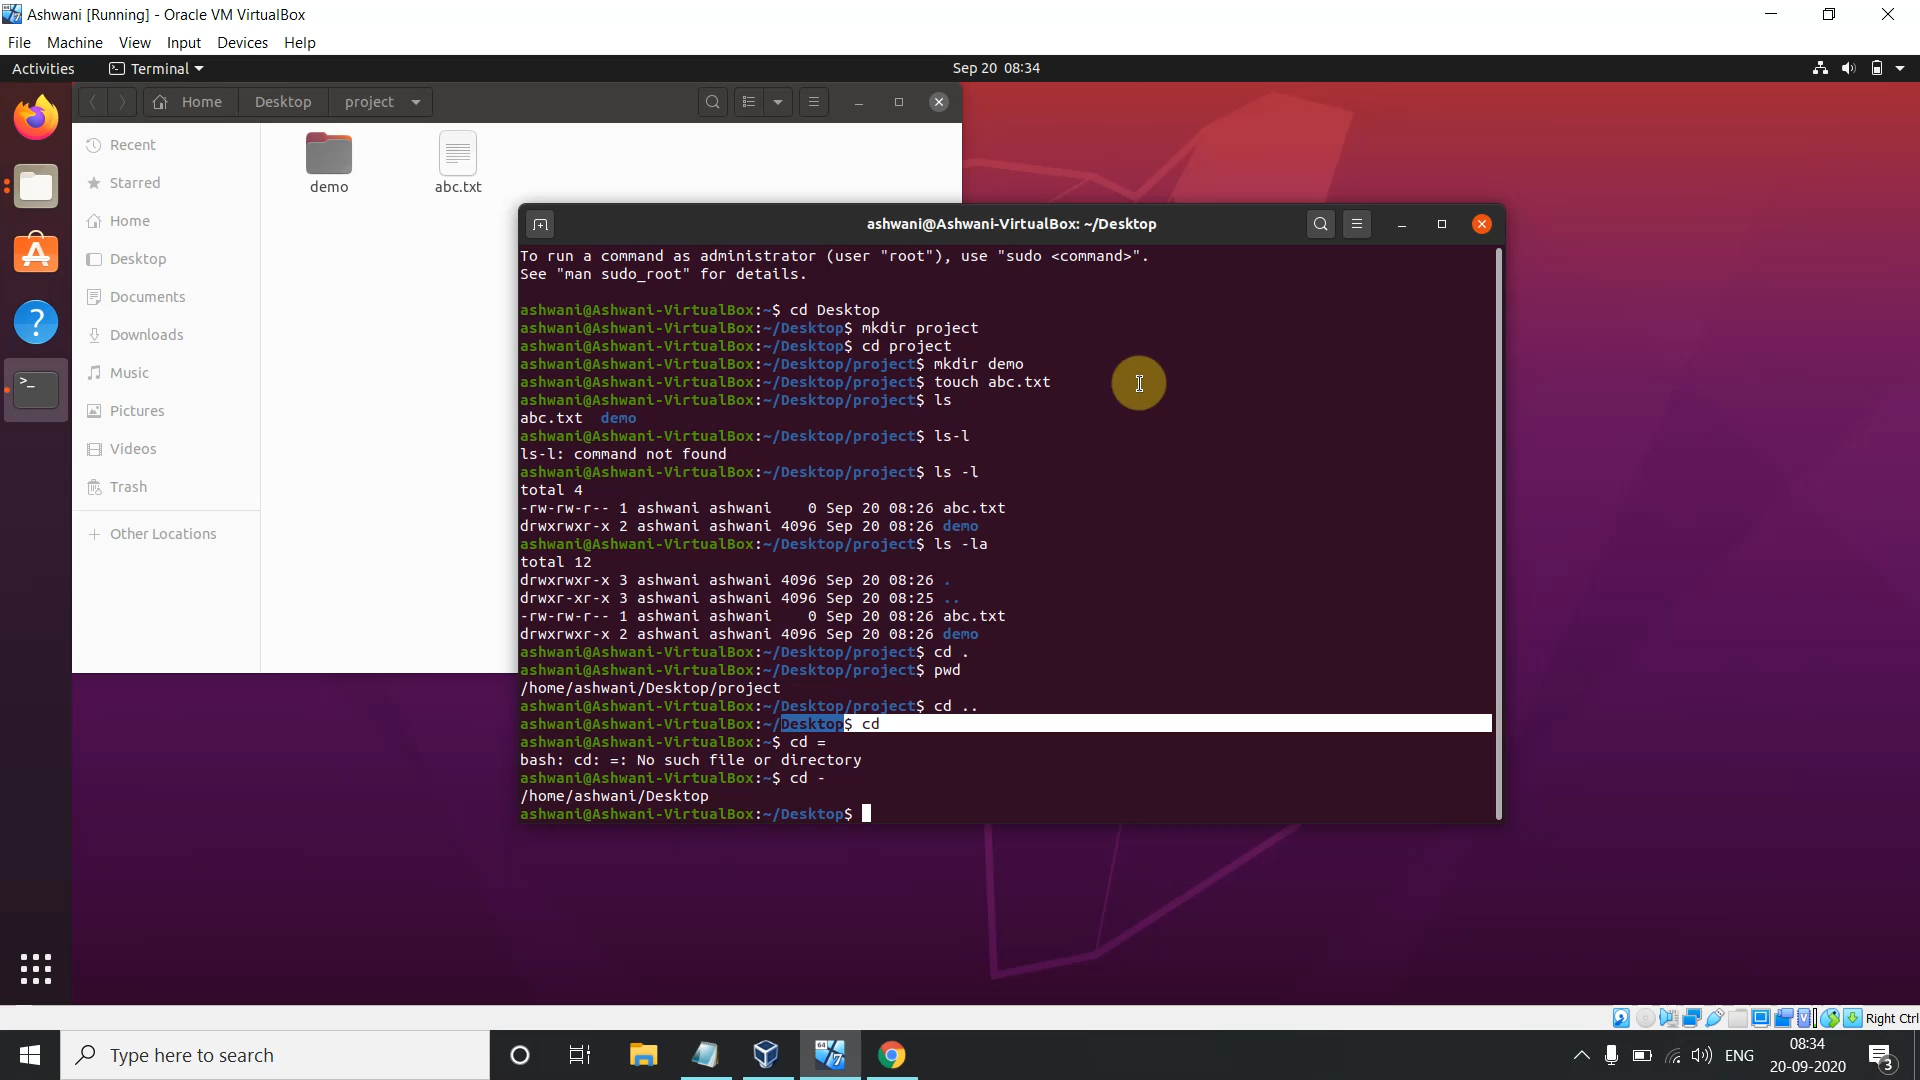 Ashwani [Running] - Oracle VM VirtualBox
File Machine View Input Devices Help
Activities Terminal Sep 20 08:34
Home Desktop project
Recent
Starred
Home
Desktop
Documents
Downloads
Music
Pictures
Videos
Trash
+ Other Locations
demo abc.txt
ashwani@Ashwani-VirtualBox: ~/Desktop
To run a command as administrator (user "root"), use "sudo <command>".
See "man sudo_root" for details.
ashwani@Ashwani-VirtualBox:~$ cd Desktop
ashwani@Ashwani-VirtualBox:~/Desktop$ mkdir project
ashwani@Ashwani-VirtualBox:~/Desktop$ cd project
ashwani@Ashwani-VirtualBox:~/Desktop/project$ mkdir demo
ashwani@Ashwani-VirtualBox:~/Desktop/project$ touch abc.txt
ashwani@Ashwani-VirtualBox:~/Desktop/project$ ls
abc.txt demo
ashwani@Ashwani-VirtualBox:~/Desktop/project$ ls-l
ls-l: command not found
ashwani@Ashwani-VirtualBox:~/Desktop/project$ ls -l
total 4
-rw-rw-r-- 1 ashwani ashwani 0 Sep 20 08:26 abc.txt
drwxrwxr-x 2 ashwani ashwani 4096 Sep 20 08:26 demo
ashwani@Ashwani-VirtualBox:~/Desktop/project$ ls -la
total 12
drwxrwxr-x 3 ashwani ashwani 4096 Sep 20 08:26 .
drwxr-xr-x 3 ashwani ashwani 4096 Sep 20 08:25 ..
-rw-rw-r-- 1 ashwani ashwani 0 Sep 20 08:26 abc.txt
drwxrwxr-x 2 ashwani ashwani 4096 Sep 20 08:26 demo
ashwani@Ashwani-VirtualBox:~/Desktop/project$ cd .
ashwani@Ashwani-VirtualBox:~/Desktop/project$ pwd
/home/ashwani/Desktop/project
ashwani@Ashwani-VirtualBox:~/Desktop/project$ cd ..
ashwani@Ashwani-VirtualBox:~/Desktop$ cd
ashwani@Ashwani-VirtualBox:~$ cd =
bash: cd: =: No such file or directory
ashwani@Ashwani-VirtualBox:~$ cd -
/home/ashwani/Desktop
ashwani@Ashwani-VirtualBox:~/Desktop$
Right Ctrl
Type here to search
64
7
ENG
08:34
20-09-2020
3